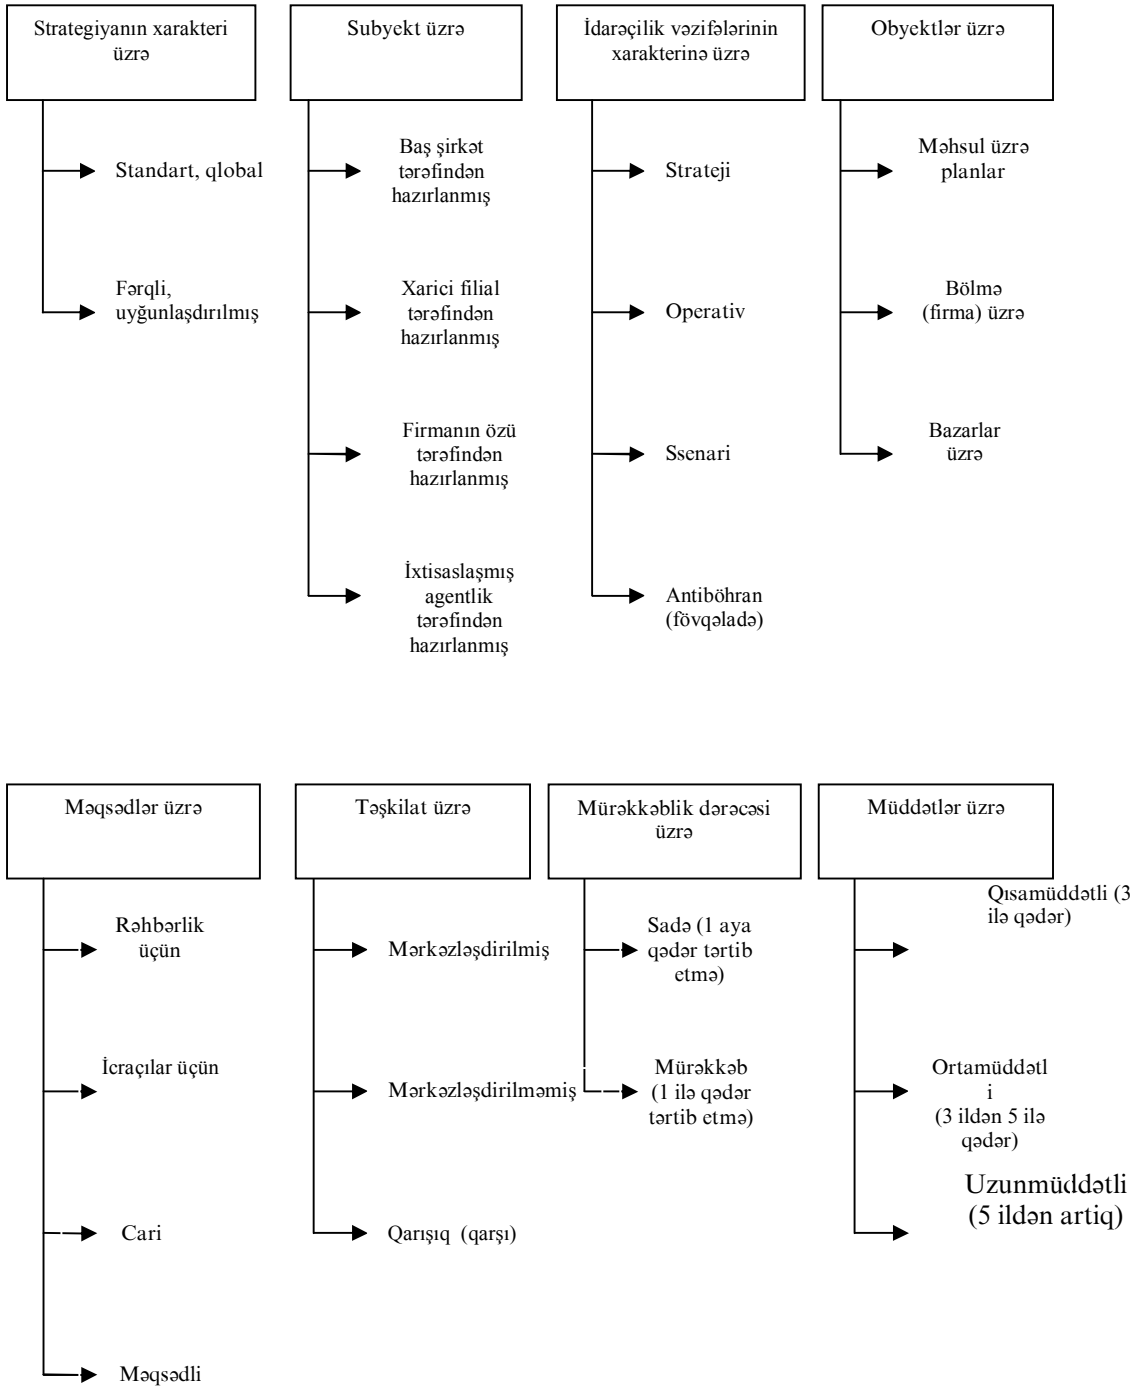 Strategiyanın xarakteri
üzrə
Standart, qlobal
Fərqli,
uyğunlaşdırılmış
Subyekt üzrə
Baş şirkət
tərəfindən
hazırlanmış
Xarici filial
tərəfindən
hazırlanmış
Firmanın özü
tərəfindən
hazırlanmış
İxtisaslaşmış
agentlik
tərəfindən
hazırlanmış
İdarəçilik vəzifələrinin
xarakterinə üzrə
Strateji
Operativ
Ssenari
Antiböhran
(fövqəladə)
Obyektlər üzrə
Məhsul üzrə
planlar
Bölmə
(firma) üzrə
Bazarlar
üzrə
Məqsədlər üzrə
Rəhbərlik
üçün
İcraçılar üçün
Cari
Məqsədli
Təşkilat üzrə
Mərkəzləşdirilmiş
Mərkəzləşdirilməmiş
Qarışıq (qarşı)
Mürəkkəblik dərəcəsi
üzrə
Sadə (1 aya
qədər tərtib
etmə)
Mürəkkəb
(1 ilə qədər
tərtib etmə)
Müddətlər üzrə
Qısamüddətli (3
ilə qədər)
Ortamüddətl
i
(3 ildən 5 ilə
qədər)
Uzunmüddətli
(5 ildən artiq)